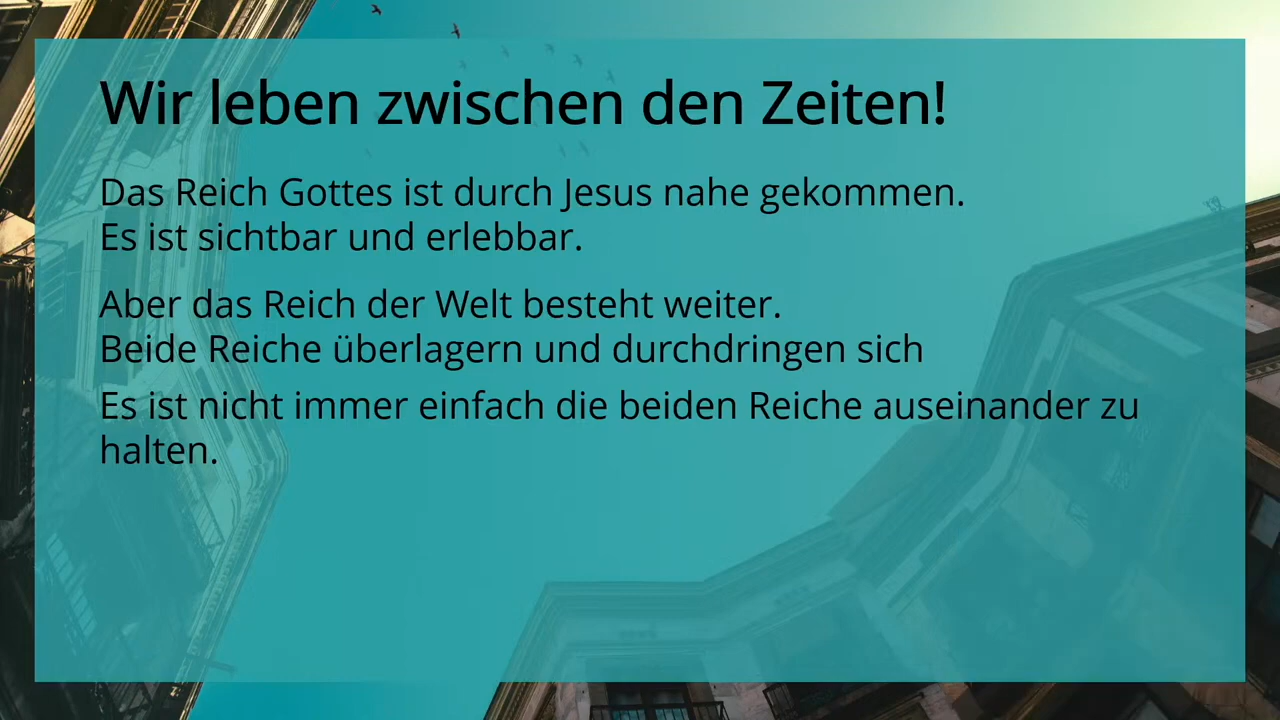 Wir leben zwischen den Zeiten!
Das Reich Gottes ist durch Jesus nahe gekommen.
Es ist sichtbar und erlebbar.
Aber das Reich der Welt besteht weiter.
Beide Reiche überlagern und durchdringen sich
Es ist nicht immer einfach die beiden Reiche auseinander zu
halten.